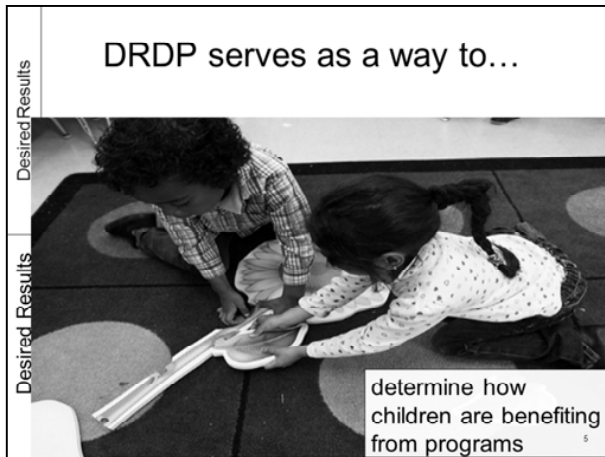 DRDP serves as a way to…
Desired Results
Desired Results
determine how
children are benefiting
from programs
5